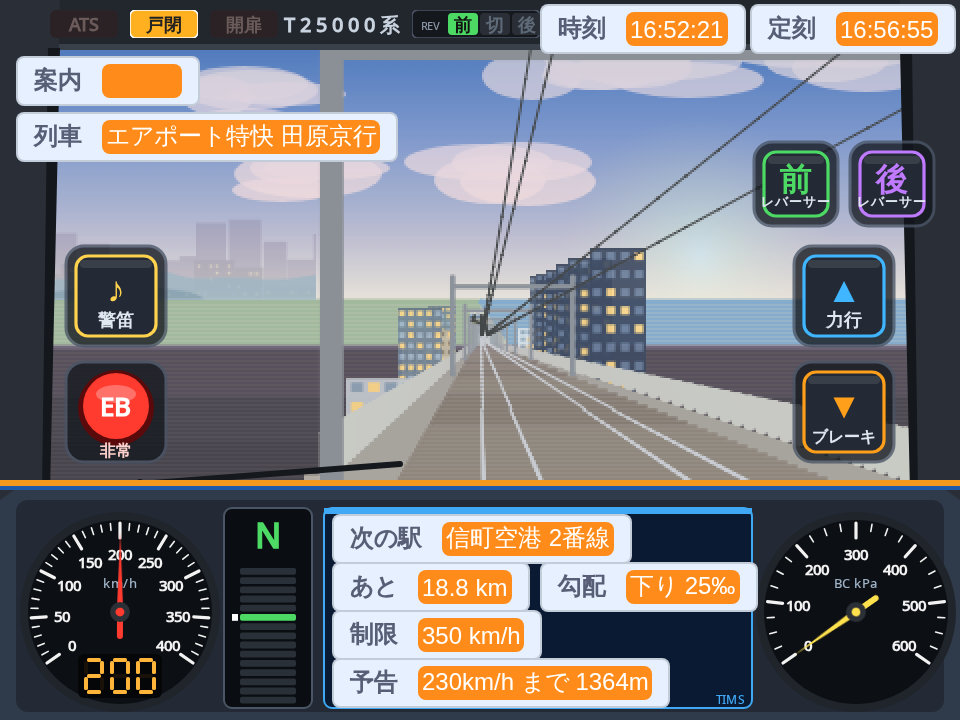 ATS 戸閉 開扉 T25000系 REV 前 切 後
時刻 16:52:21 定刻 16:56:55
案内
列車 エアポート特快 田原京行
前 レバーサー
後 レバーサー
♪ 警笛
▲ 力行
EB 非常
▼ ブレーキ
0 50 100 150 200 250 300 350 400
km/h
200
N
次の駅 信町空港 2番線
あと 18.8 km 勾配 下り 25‰
制限 350 km/h
予告 230km/h まで 1364m
TIMS
0 100 200 300 400 500 600
BC kPa